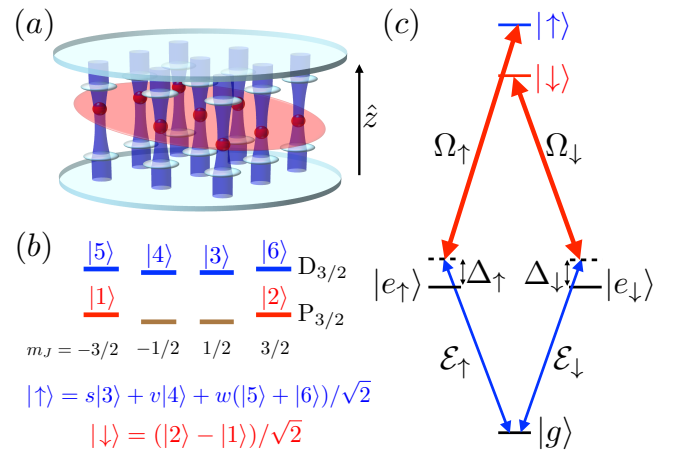 (a)
ẑ
(b)
|5⟩ |4⟩ |3⟩ |6⟩ D₃/₂
|1⟩ |2⟩ P₃/₂
m_J = −3/2 −1/2 1/2 3/2
|↑⟩ = s|3⟩ + v|4⟩ + w(|5⟩ + |6⟩)/√2
|↓⟩ = (|2⟩ − |1⟩)/√2
(c)
|↑⟩
|↓⟩
Ω↑ Ω↓
|e↑⟩ Δ↑ Δ↓ |e↓⟩
ℰ↑ ℰ↓
|g⟩